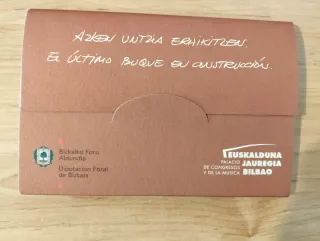 AZKEN UNTZIA ERAIKITZEN.
EL ÚLTIMO BUQUE EN CONSTRUCCIÓN.
Bizkaiko Foru
Aldundia
Diputación Foral
de Bizkaia
EUSKALDUNA
PALACIO JAUREGIA
DE CONGRESOS BILBAO
Y DE LA MUSICA